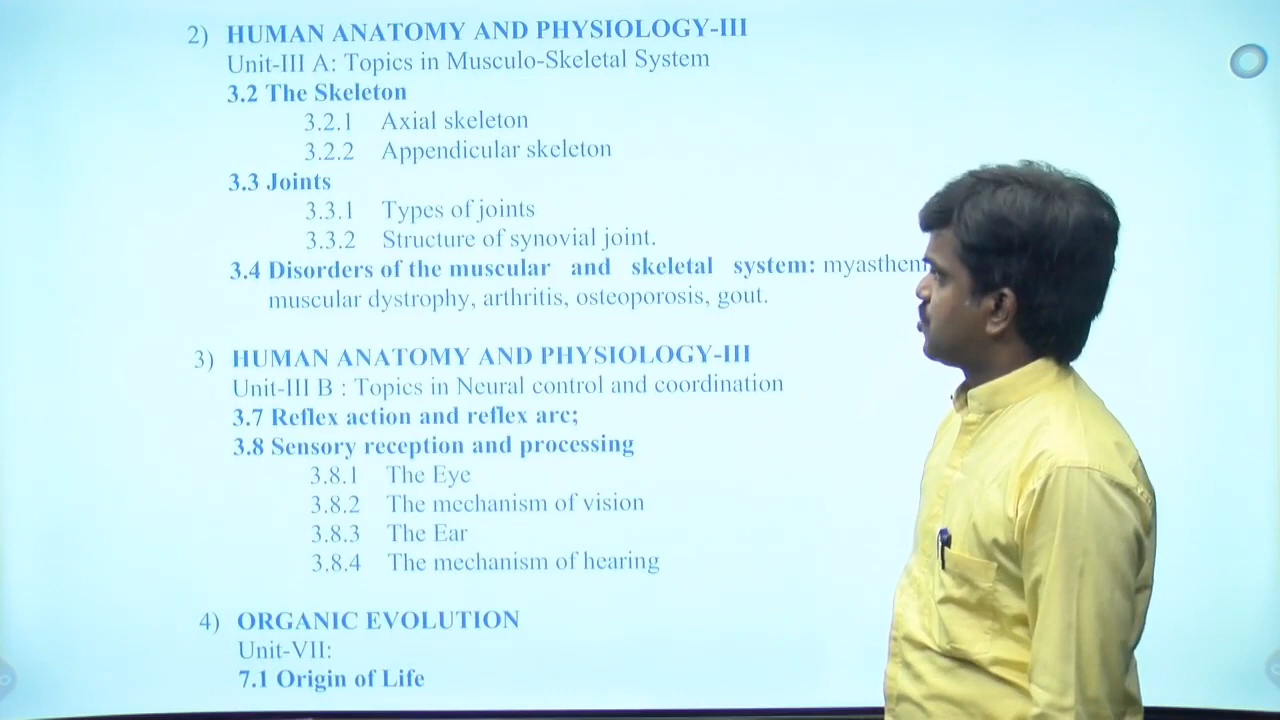 2) HUMAN ANATOMY AND PHYSIOLOGY-III
Unit-III A: Topics in Musculo-Skeletal System
3.2 The Skeleton
3.2.1 Axial skeleton
3.2.2 Appendicular skeleton
3.3 Joints
3.3.1 Types of joints
3.3.2 Structure of synovial joint.
3.4 Disorders of the muscular and skeletal system:
muscular dystrophy, arthritis, osteoporosis, gout.
3) HUMAN ANATOMY AND PHYSIOLOGY-III
Unit-III B : Topics in Neural control and coordination
3.7 Reflex action and reflex arc;
3.8 Sensory reception and processing
3.8.1 The Eye
3.8.2 The mechanism of vision
3.8.3 The Ear
3.8.4 The mechanism of hearing
4) ORGANIC EVOLUTION
Unit-VII:
7.1 Origin of Life